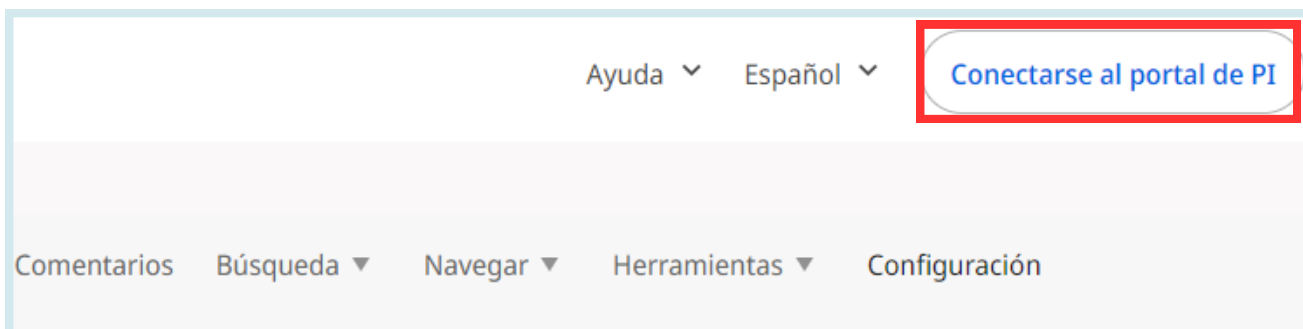 Ayuda Español Conectarse al portal de PI
Comentarios Búsqueda Navegar Herramientas Configuración